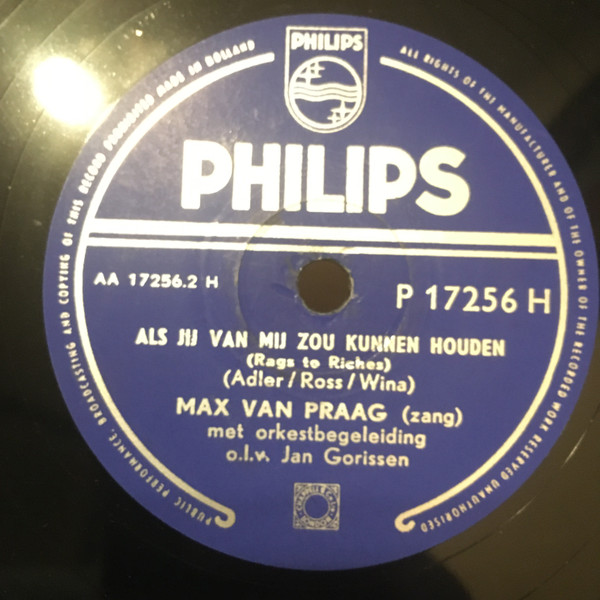 PHILIPS
PHILIPS
AA 17256.2 H
P 17256 H
ALS JIJ VAN MIJ ZOU KUNNEN HOUDEN
(Rags to Riches)
(Adler/Ross/Wina)
MAX VAN PRAAG (zang)
met orkestbegeleiding
o.l.v. Jan Gorissen
ALL RIGHTS OF THE MANUFACTURER AND OF THE OWNER OF THE RECORDED WORK RESERVED UNAUTHORISED
PUBLIC PERFORMANCE, BROADCASTING AND COPYING OF THIS RECORD PROHIBITED MADE IN HOLLAND